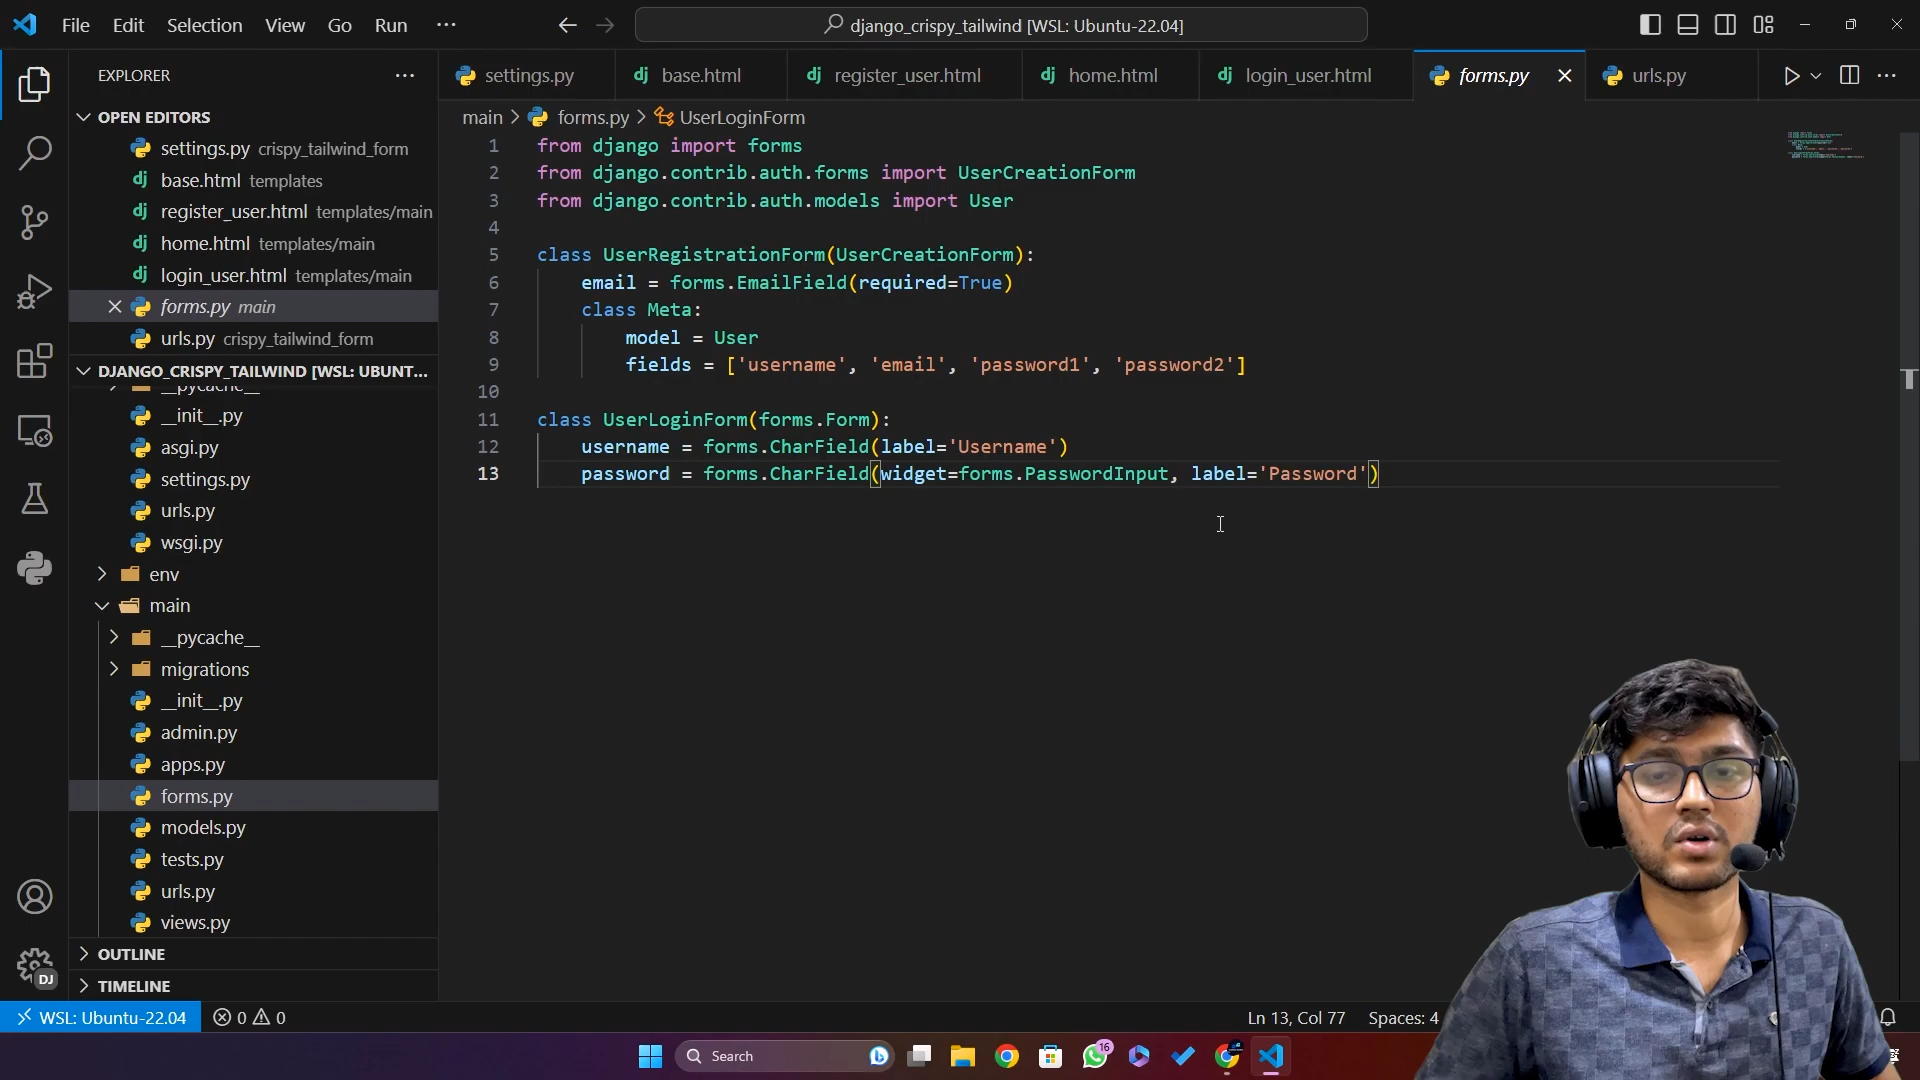 File Edit Selection View Go Run ···
django_crispy_tailwind [WSL: Ubuntu-22.04]
EXPLORER
OPEN EDITORS
settings.py crispy_tailwind_form
base.html templates
register_user.html templates/main
home.html templates/main
login_user.html templates/main
forms.py main
urls.py crispy_tailwind_form
DJANGO_CRISPY_TAILWIND [WSL: UBUNT...
__pycache__
__init__.py
asgi.py
settings.py
urls.py
wsgi.py
env
main
__pycache__
migrations
__init__.py
admin.py
apps.py
forms.py
models.py
tests.py
urls.py
views.py
OUTLINE
TIMELINE
DJ
settings.py base.html register_user.html home.html login_user.html forms.py urls.py
main > forms.py > UserLoginForm
1 from django import forms
2 from django.contrib.auth.forms import UserCreationForm
3 from django.contrib.auth.models import User
4
5 class UserRegistrationForm(UserCreationForm):
6 email = forms.EmailField(required=True)
7 class Meta:
8 model = User
9 fields = ['username', 'email', 'password1', 'password2']
10
11 class UserLoginForm(forms.Form):
12 username = forms.CharField(label='Username')
13 password = forms.CharField(widget=forms.PasswordInput, label='Password')
WSL: Ubuntu-22.04 0 0 Ln 13, Col 77 Spaces: 4
Search 16